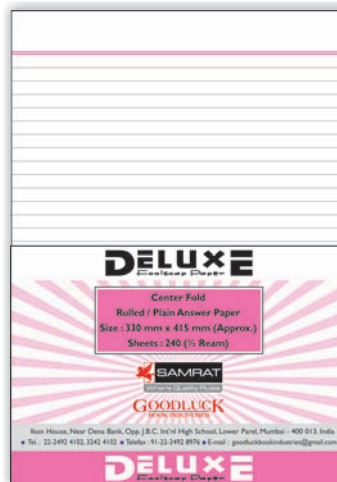 DELUXE
Foolscap Paper
Center Fold
Rulled / Plain Answer Paper
Size : 330 mm x 415 mm (Approx.)
Sheets : 240 (½ Ream)
SAMRAT
Where Quality Rules
GOODLUCK
BOOK INDUSTRIES
Ikon House, Near Dena Bank, Opp. J.B.C. Int'nl High School, Lower Parel, Mumbai - 400 013. India
• Tel.: 22-2492 4102, 3242 4102 • Telefax : 91-22-2492 8976 • E-mail : goodluckbookindustries@gmail.com
DELUXE
Foolscap Paper